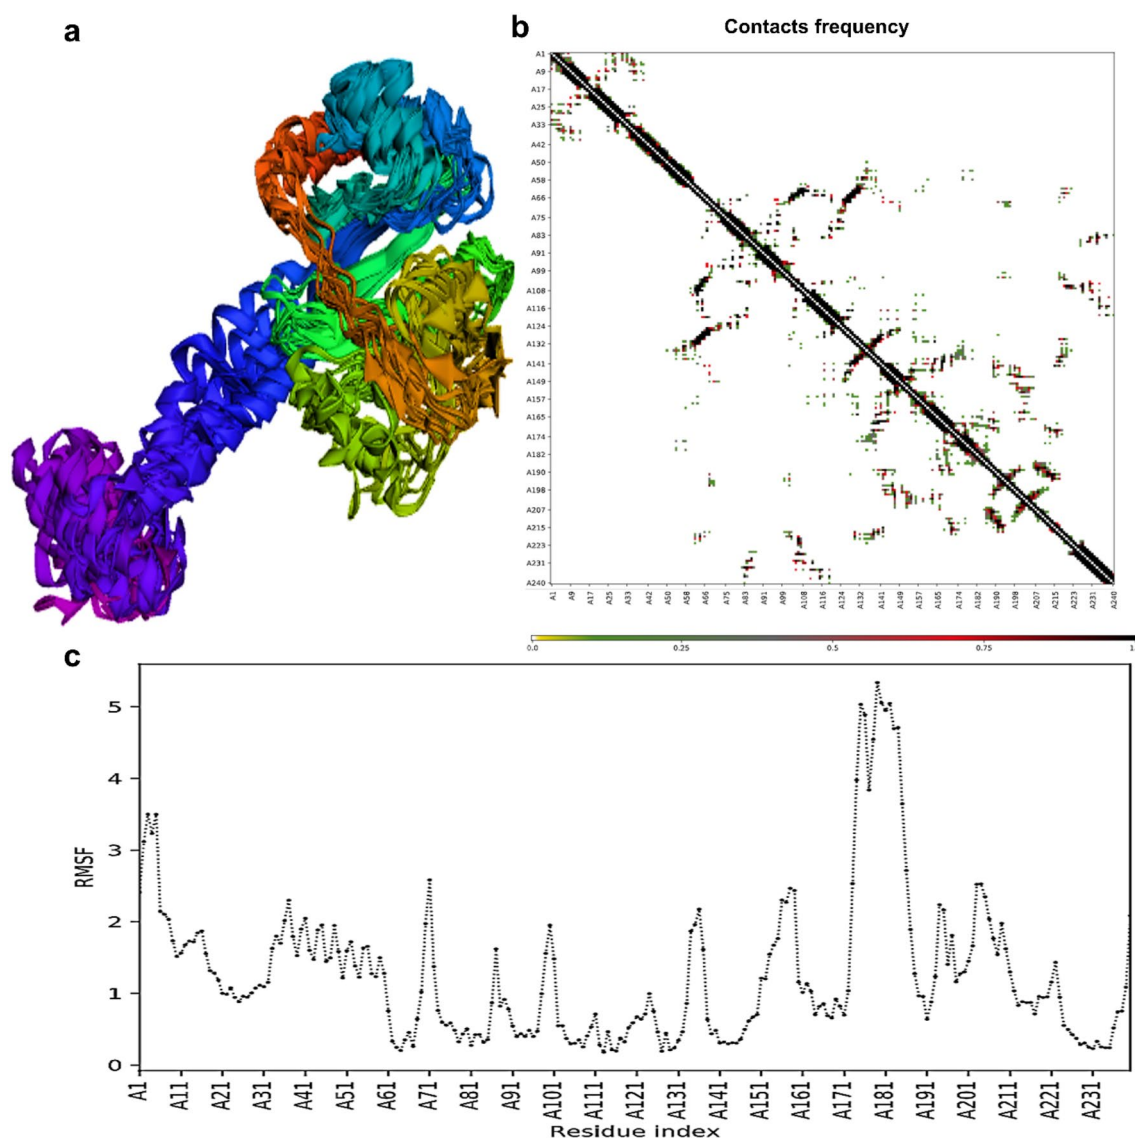 a
b
Contacts frequency
A1
A9
A17
A25
A33
A42
A50
A58
A66
A75
A83
A91
A99
A108
A116
A124
A132
A141
A149
A157
A165
A174
A182
A190
A198
A207
A215
A223
A231
A240
A1 A9 A17 A25 A33 A42 A50 A58 A66 A75 A83 A91 A99 A108 A116 A124 A132 A141 A149 A157 A165 A174 A182 A190 A198 A207 A215 A223 A231 A240
0.0 0.25 0.5 0.75 1.
c
5
4
3
2
1
0
RMSF
A1 A11 A21 A31 A41 A51 A61 A71 A81 A91 A101 A111 A121 A131 A141 A151 A161 A171 A181 A191 A201 A211 A221 A231
Residue index